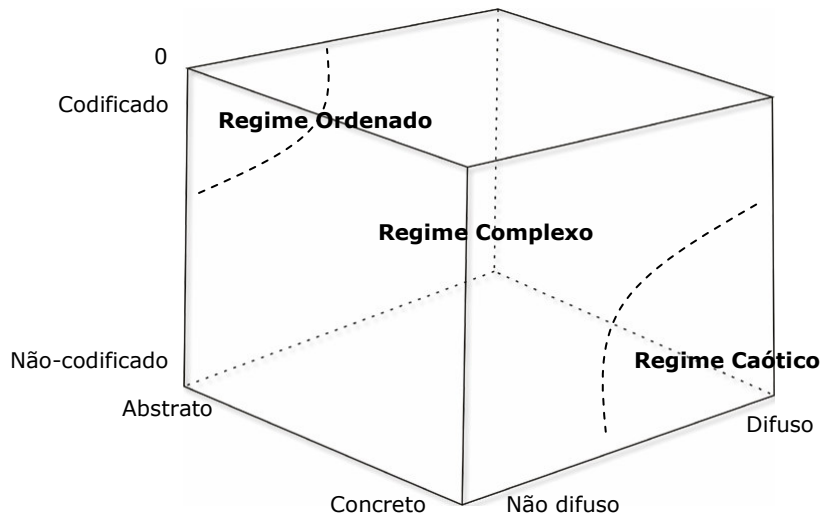 0
Codificado
Regime Ordenado
Regime Complexo
Não-codificado
Regime Caótico
Abstrato
Difuso
Concreto
Não difuso